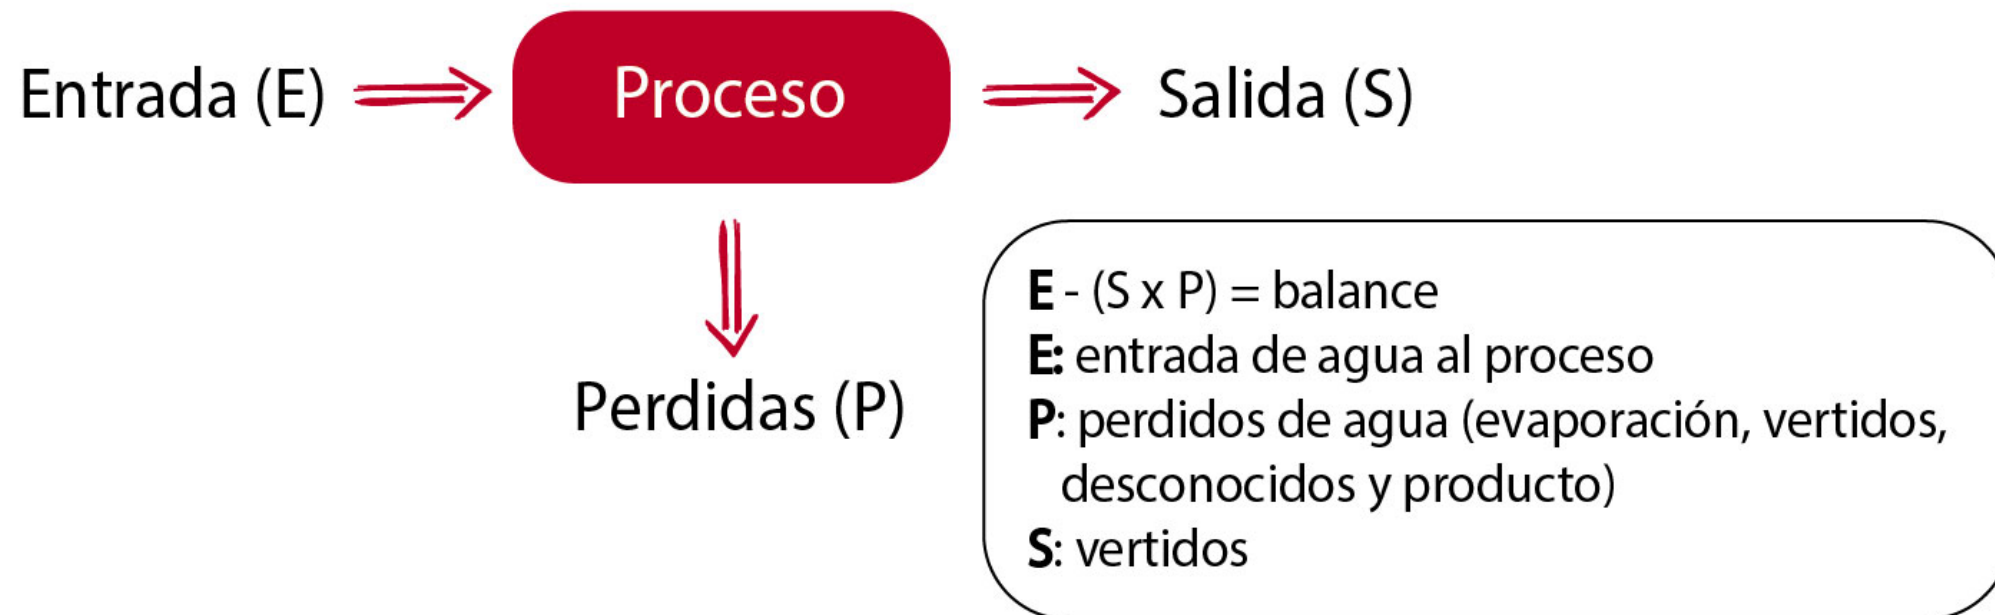 Entrada (E)
Proceso
Salida (S)
Perdidas (P)
E - (S x P) = balance
E: entrada de agua al proceso
P: perdidos de agua (evaporación, vertidos,
desconocidos y producto)
S: vertidos